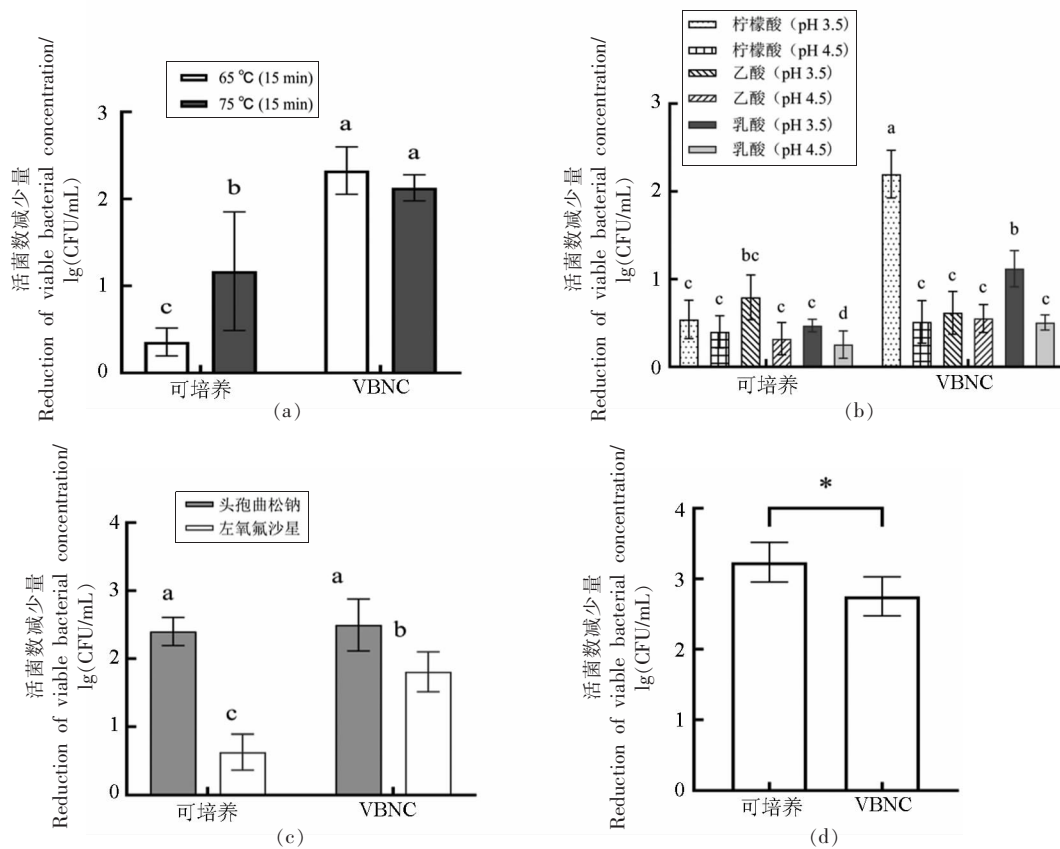 65 ℃ (15 min)
75 ℃ (15 min)
活菌数减少量
Reduction of viable bacterial concentration/
lg(CFU/mL)
3
2
1
0
c
b
a
a
可培养
VBNC
(a)
柠檬酸（pH 3.5）
柠檬酸（pH 4.5）
乙酸（pH 3.5）
乙酸（pH 4.5）
乳酸（pH 3.5）
乳酸（pH 4.5）
活菌数减少量
Reduction of viable bacterial concentration/
lg(CFU/mL)
3
2
1
0
c
c
bc
c
c
d
a
c
c
c
b
c
可培养
VBNC
(b)
头孢曲松钠
左氧氟沙星
活菌数减少量
Reduction of viable bacterial concentration/
lg(CFU/mL)
4
3
2
1
0
a
c
a
b
可培养
VBNC
(c)
活菌数减少量
Reduction of viable bacterial concentration/
lg(CFU/mL)
4
3
2
1
0
*
可培养
VBNC
(d)